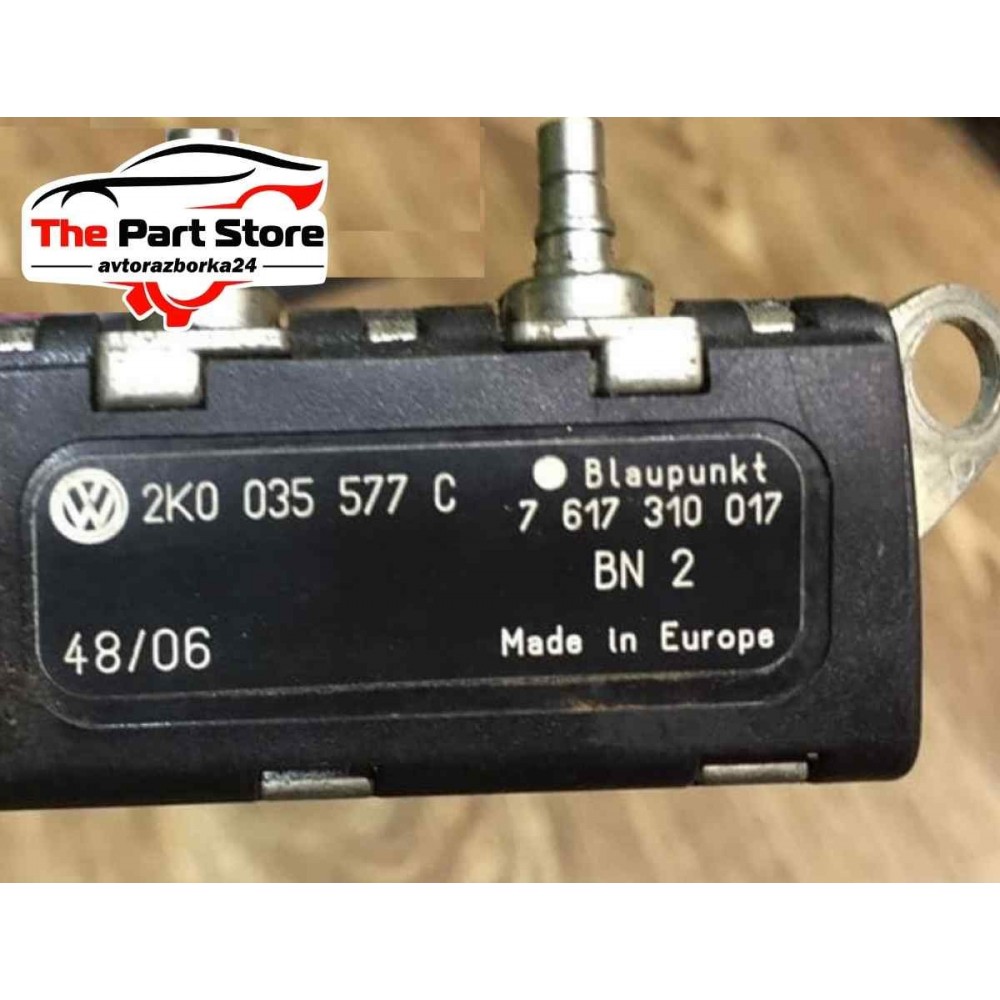 The Part Store
avtorazborka24
2K0 035 577 C
Blaupunkt
7 617 310 017
BN 2
48/06
Made in Europe